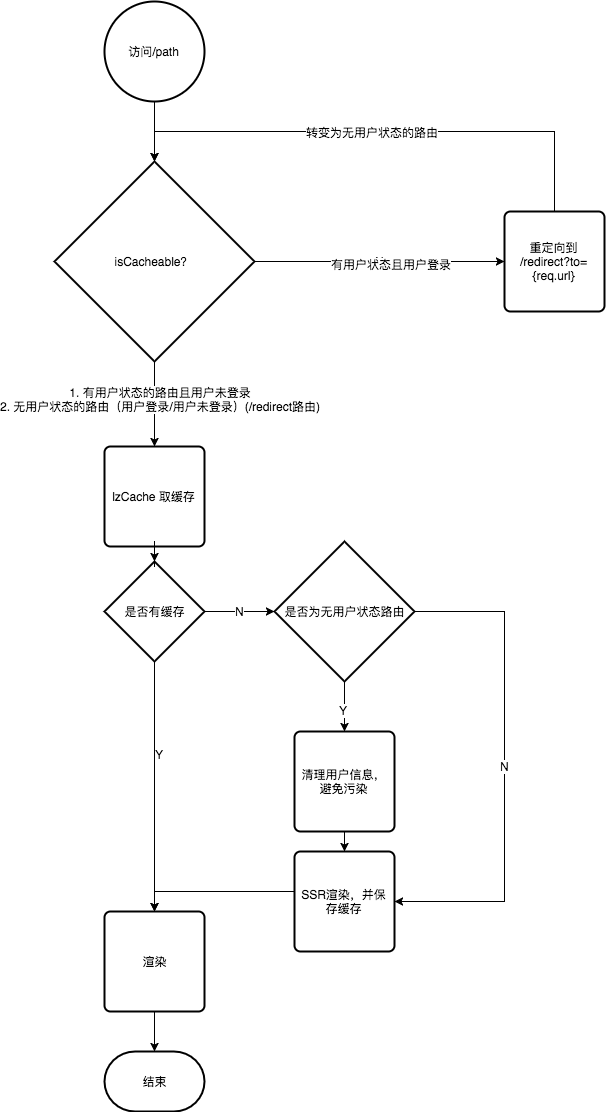 访问/path
转变为无用户状态的路由
isCacheable?
有用户状态且用户登录
重定向到
/redirect?to=
{req.url}
1. 有用户状态的路由且用户未登录
2. 无用户状态的路由（用户登录/用户未登录）(/redirect路由)
lzCache 取缓存
是否有缓存
N
是否为无用户状态路由
Y
Y
N
清理用户信息，
避免污染
SSR渲染，并保
存缓存
渲染
结束